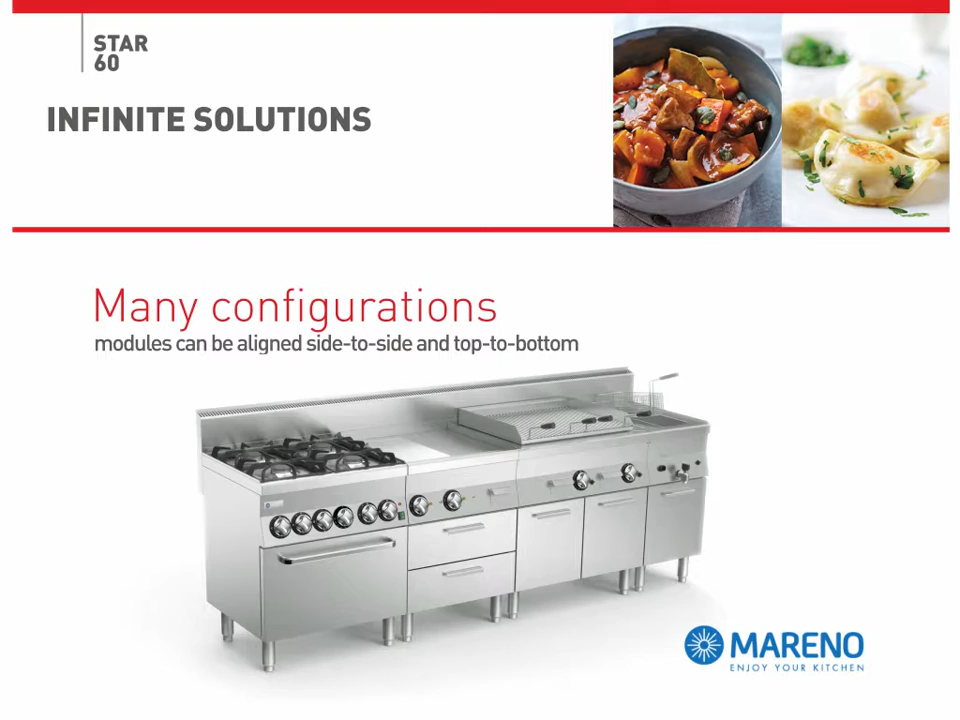 STAR
60
INFINITE SOLUTIONS
Many configurations
modules can be aligned side-to-side and top-to-bottom
MARENO
ENJOY YOUR KITCHEN